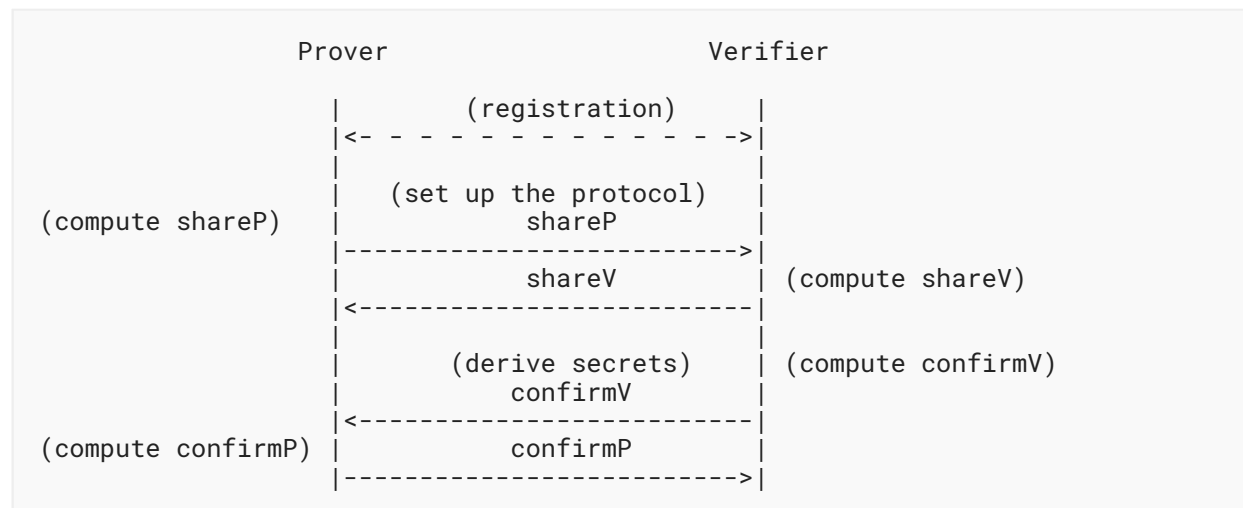 Prover Verifier
(registration)
(set up the protocol)
(compute shareP) shareP
shareV (compute shareV)
(derive secrets) (compute confirmV)
confirmV
(compute confirmP) confirmP